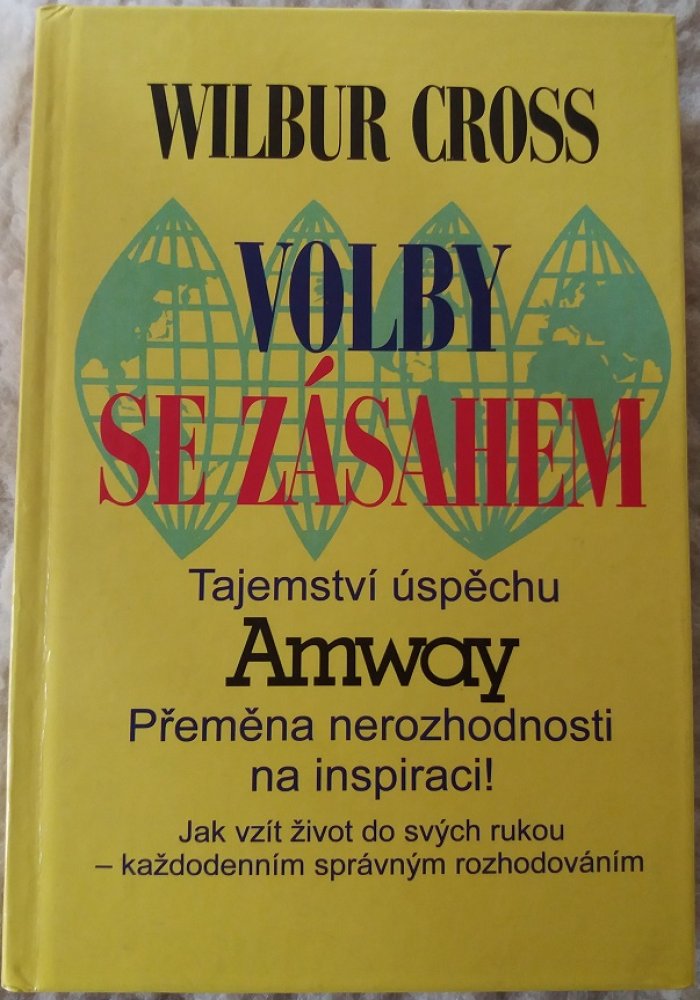 WILBUR CROSS
VOLBY
SE ZÁSAHEM
Tajemství úspěchu
Amway
Přeměna nerozhodnosti
na inspiraci!
Jak vzít život do svých rukou
– každodenním správným rozhodováním